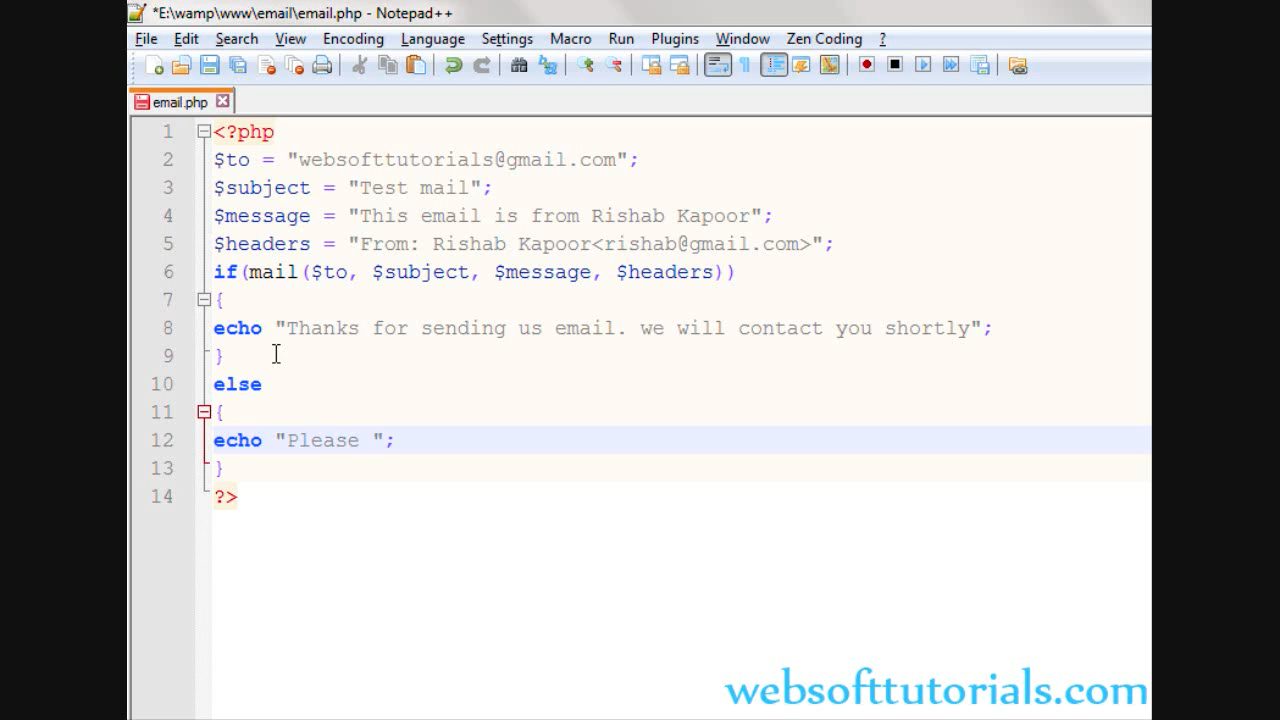 *E:\wamp\www\email\email.php - Notepad++
File Edit Search View Encoding Language Settings Macro Run Plugins Window Zen Coding ?
email.php
1 <?php
2 $to = "websofttutorials@gmail.com";
3 $subject = "Test mail";
4 $message = "This email is from Rishab Kapoor";
5 $headers = "From: Rishab Kapoor<rishab@gmail.com>";
6 if(mail($to, $subject, $message, $headers))
7 {
8 echo "Thanks for sending us email. we will contact you shortly";
9 }
10 else
11 {
12 echo "Please ";
13 }
14 ?>
websofttutorials.com